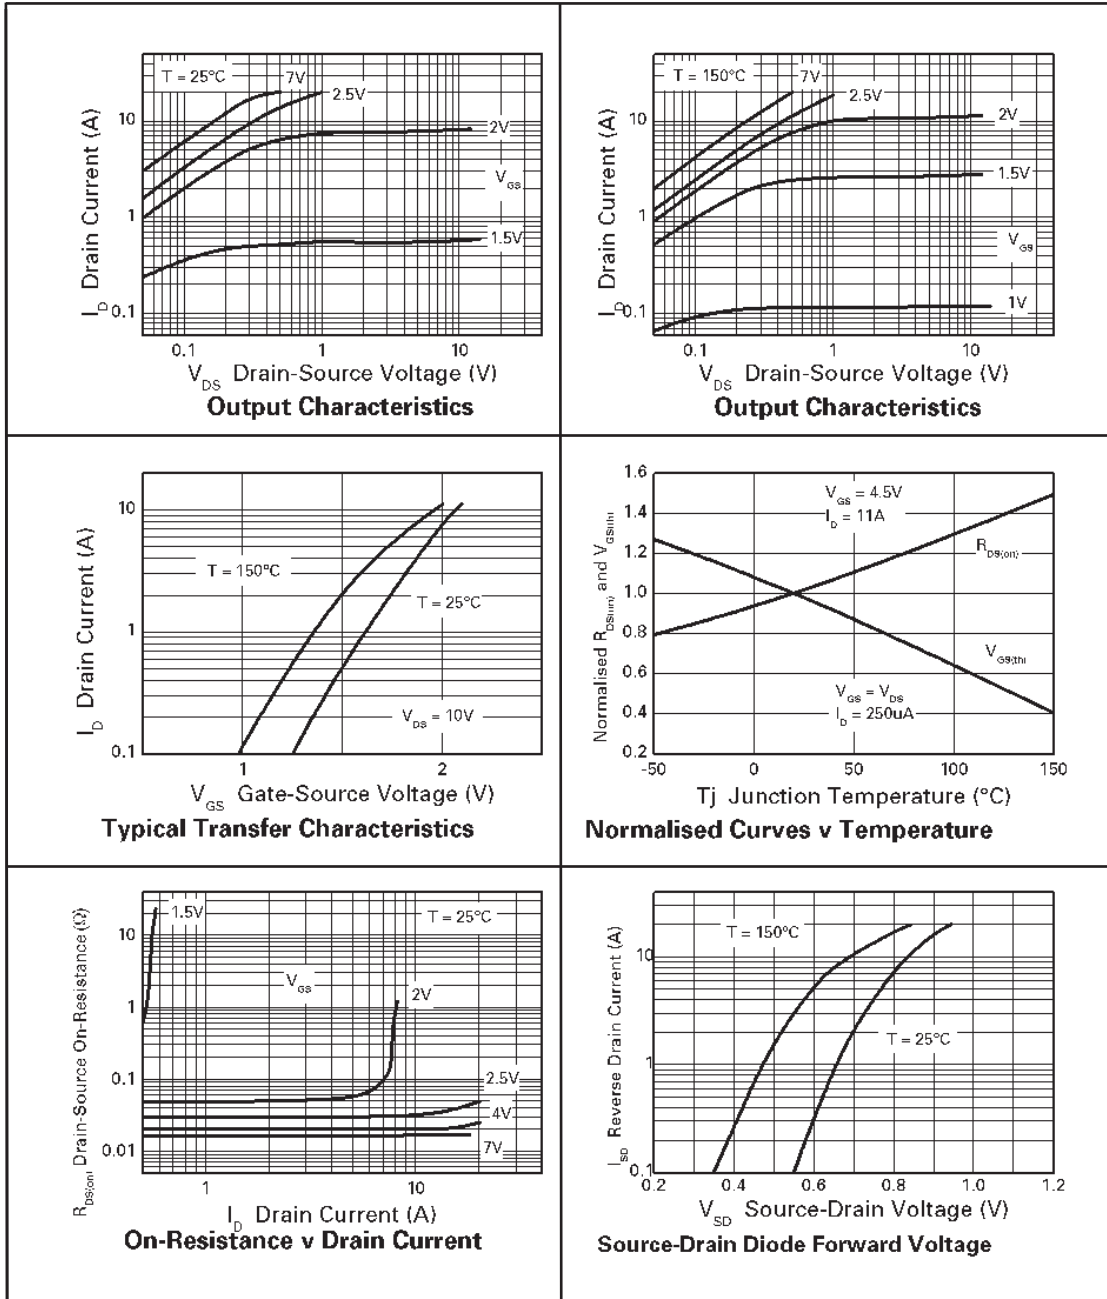 T = 25°C
7V
2.5V
2V
V_GS
1.5V
10
1
0.1
I_D Drain Current (A)
0.1
1
10
V_DS Drain-Source Voltage (V)
Output Characteristics
T = 150°C
7V
2.5V
2V
1.5V
V_GS
1V
10
1
0.1
I_D Drain Current (A)
0.1
1
10
V_DS Drain-Source Voltage (V)
Output Characteristics
10
1
0.1
I_D Drain Current (A)
T = 150°C
T = 25°C
V_DS = 10V
1
2
V_GS Gate-Source Voltage (V)
Typical Transfer Characteristics
1.6
1.4
1.2
1.0
0.8
0.6
0.4
0.2
Normalised R_DS(on) and V_GS(th)
V_GS = 4.5V
I_D = 11A
R_DS(on)
V_GS(th)
V_GS = V_DS
I_D = 250uA
-50
0
50
100
150
Tj Junction Temperature (°C)
Normalised Curves v Temperature
R_DS(on) Drain-Source On-Resistance (Ω)
10
1
0.1
0.01
1.5V
T = 25°C
V_GS
2V
2.5V
4V
7V
1
10
I_D Drain Current (A)
On-Resistance v Drain Current
I_SD Reverse Drain Current (A)
10
1
0.1
T = 150°C
T = 25°C
0.2
0.4
0.6
0.8
1.0
1.2
V_SD Source-Drain Voltage (V)
Source-Drain Diode Forward Voltage